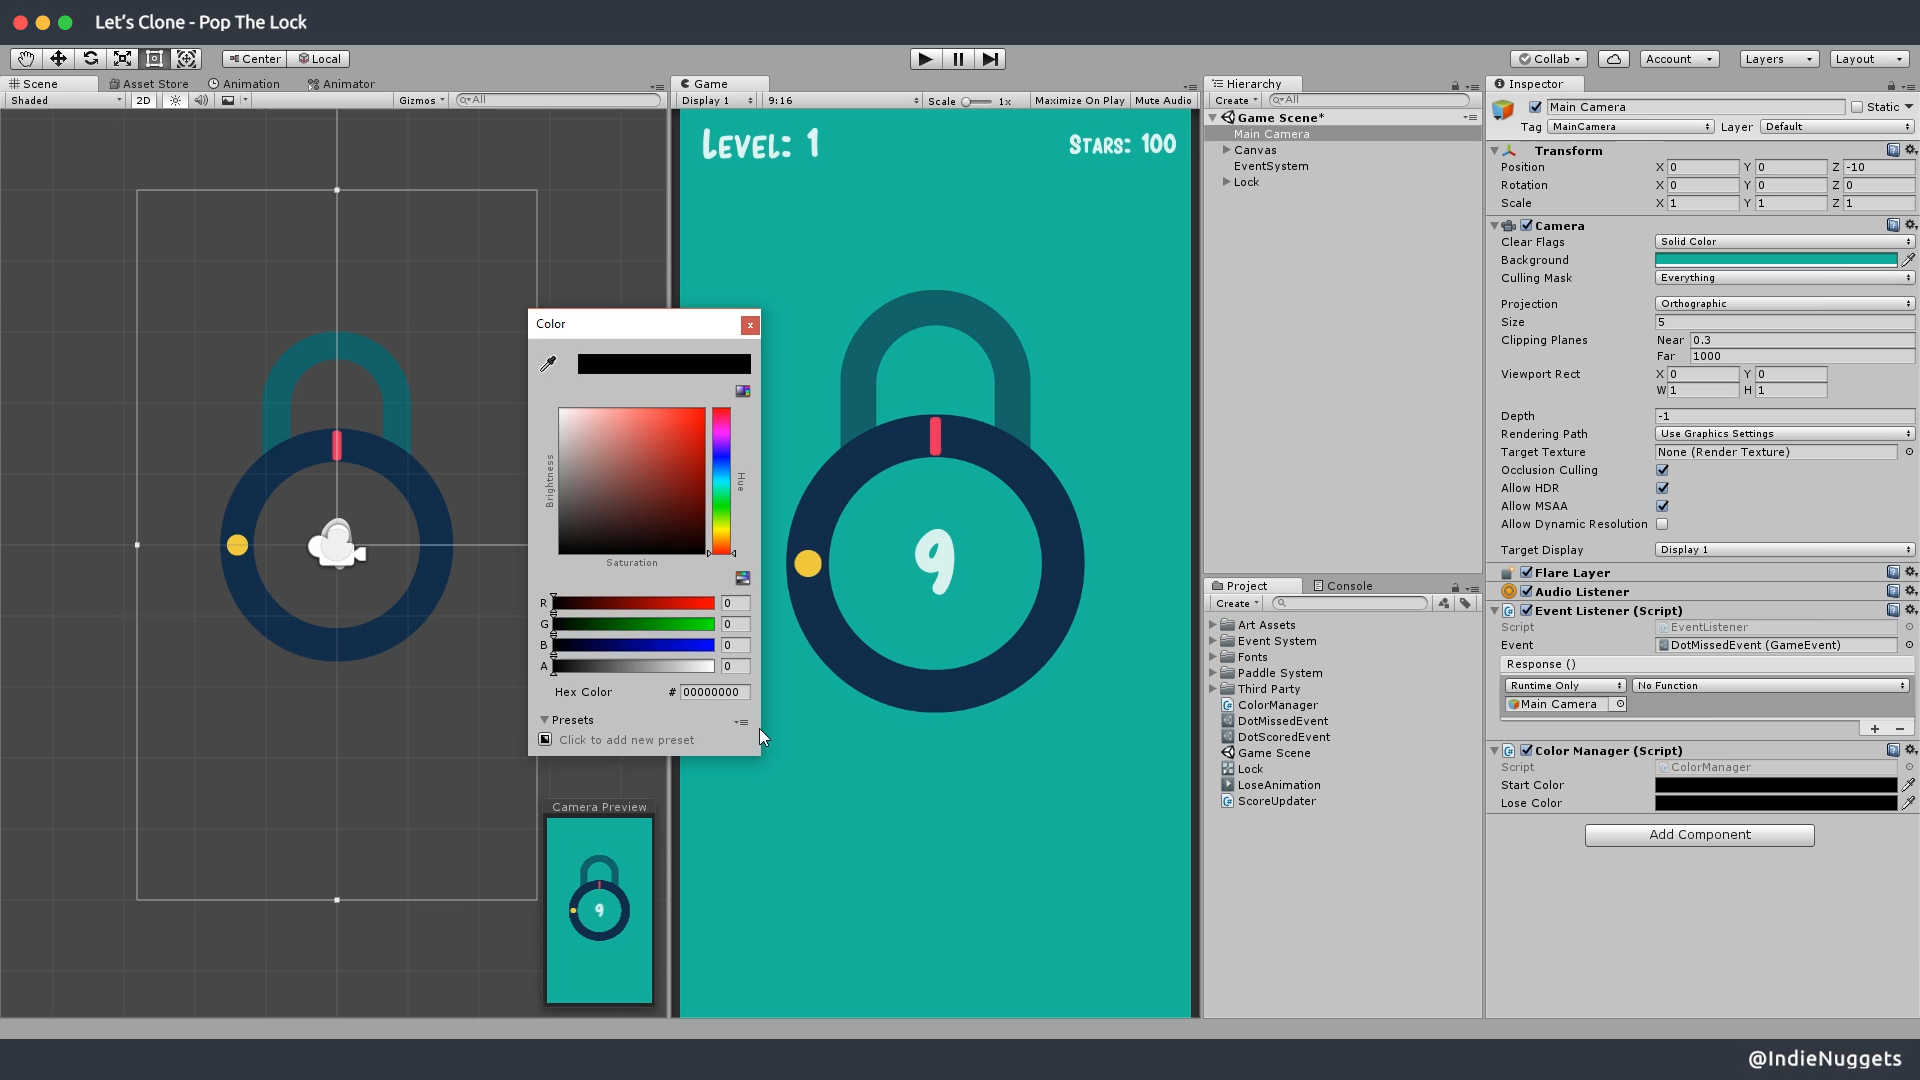 Let's Clone - Pop The Lock
Center Local
Collab Account Layers Layout
Scene Asset Store Animation Animator
Shaded 2D Gizmos All
Game
Display 1 9:16 Scale 1x Maximize On Play Mute Audio
Level: 1 Stars: 100
9
Color
Brightness
Hue
Saturation
R 0
G 0
B 0
A 0
Hex Color # 00000000
Presets
Click to add new preset
Camera Preview
9
Hierarchy
Create All
Game Scene*
Main Camera
Canvas
EventSystem
Lock
Project Console
Create
Art Assets
Event System
Fonts
Paddle System
Third Party
ColorManager
DotMissedEvent
DotScoredEvent
Game Scene
Lock
LoseAnimation
ScoreUpdater
Inspector
Main Camera Static
Tag MainCamera Layer Default
Transform
Position X 0 Y 0 Z -10
Rotation X 0 Y 0 Z 0
Scale X 1 Y 1 Z 1
Camera
Clear Flags Solid Color
Background
Culling Mask Everything
Projection Orthographic
Size 5
Clipping Planes Near 0.3
Far 1000
Viewport Rect X 0 Y 0
W 1 H 1
Depth -1
Rendering Path Use Graphics Settings
Target Texture None (Render Texture)
Occlusion Culling
Allow HDR
Allow MSAA
Allow Dynamic Resolution
Target Display Display 1
Flare Layer
Audio Listener
Event Listener (Script)
Script EventListener
Event DotMissedEvent (GameEvent)
Response ()
Runtime Only No Function
Main Camera
+ −
Color Manager (Script)
Script ColorManager
Start Color
Lose Color
Add Component
@IndieNuggets